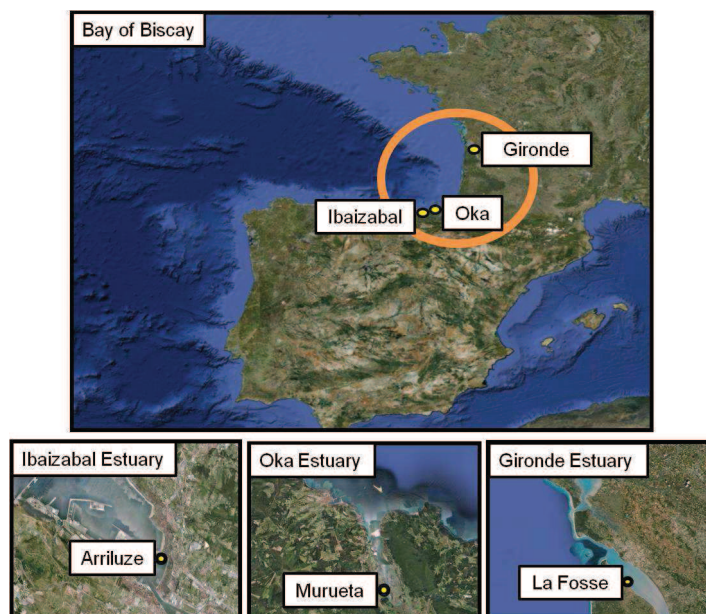 Bay of Biscay
Gironde
Ibaizabal
Oka
Ibaizabal Estuary
Oka Estuary
Gironde Estuary
Arriluze
Murueta
La Fosse